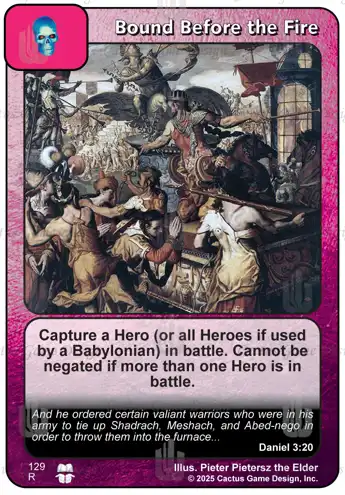 Bound Before the Fire
Capture a Hero (or all Heroes if used
by a Babylonian) in battle. Cannot be
negated if more than one Hero is in
battle.
And he ordered certain valiant warriors who were in his
army to tie up Shadrach, Meshach, and Abed-nego in
order to throw them into the furnace...
Daniel 3:20
129
R
Illus. Pieter Pietersz the Elder
© 2025 Cactus Game Design, Inc.